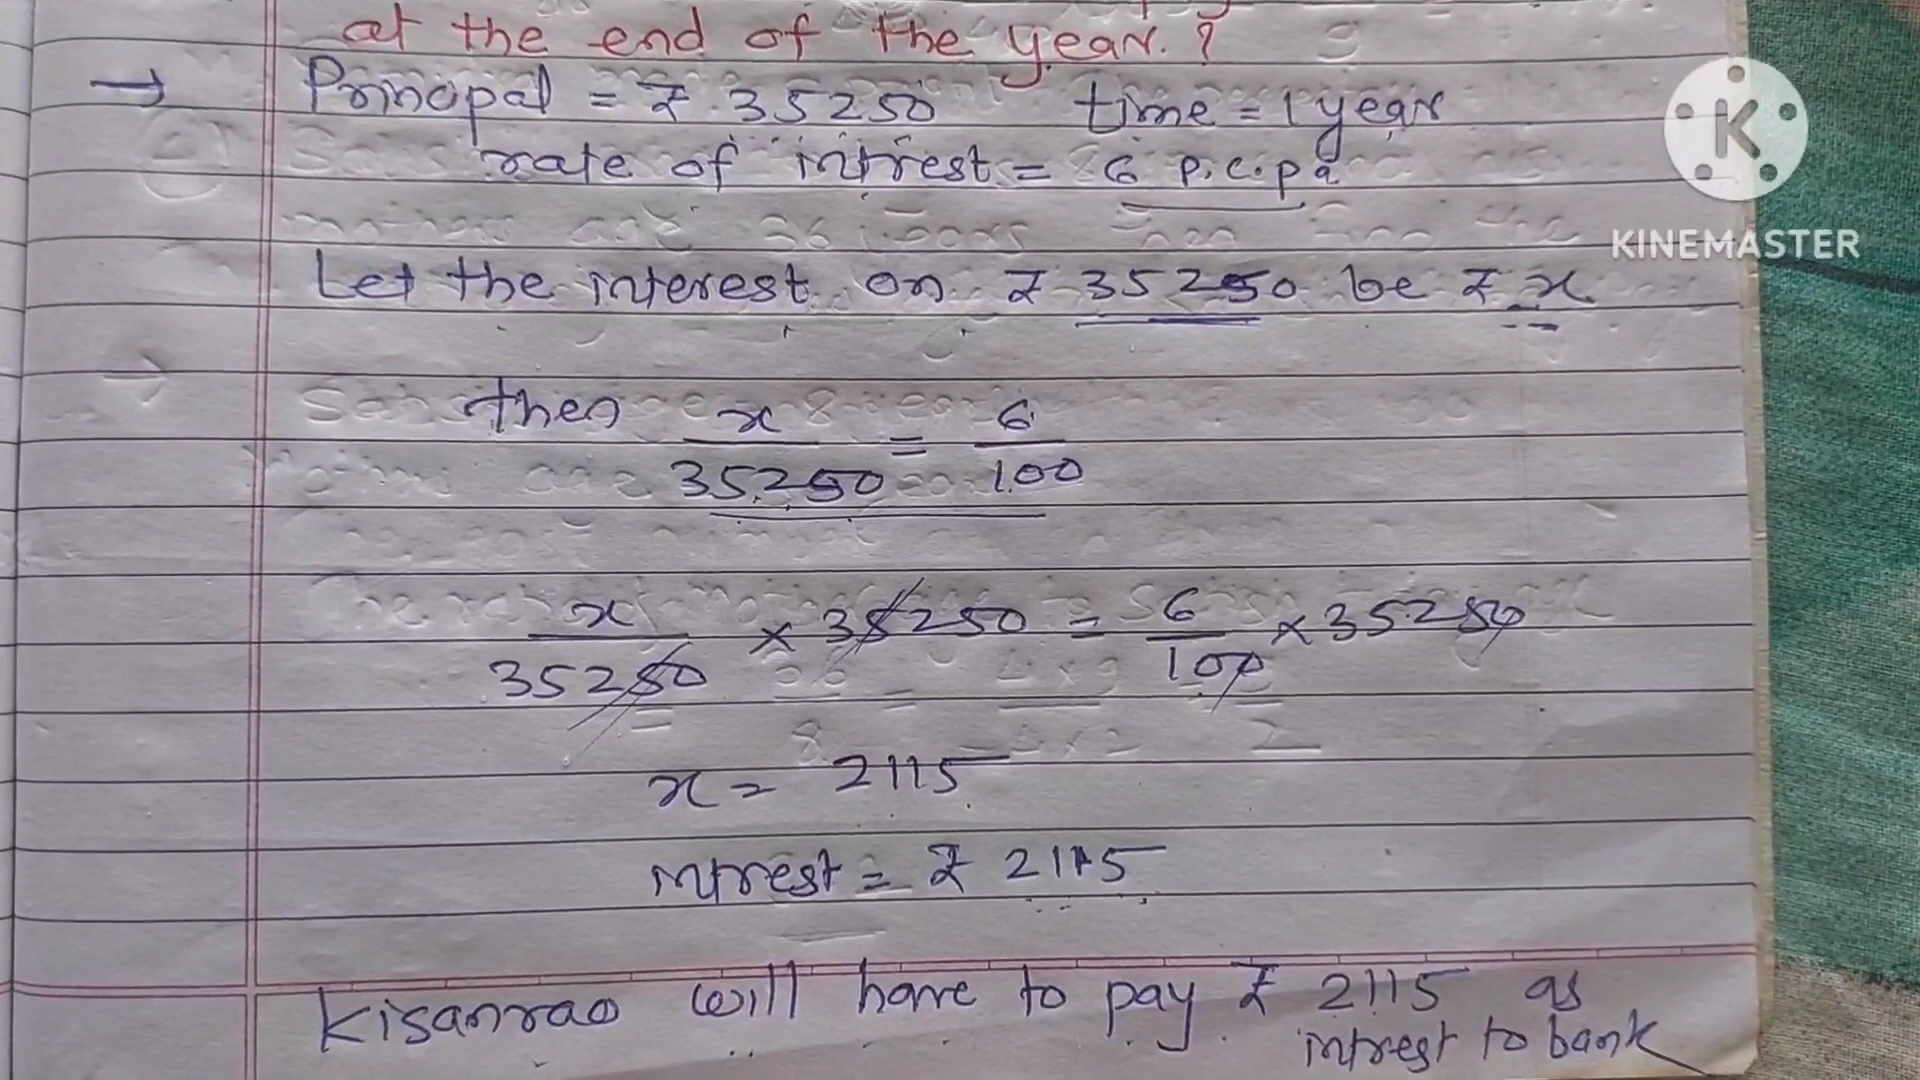 at the end of the year.?
→ Principal = ₹ 35250 time = 1 year
rate of intrest = 6 p.c.pa
Let the interest on ₹ 35250 be ₹ x
then x/35250 = 6/100
x/35250 × 35250 = 6/100 × 35250
x = 2115
intrest = ₹ 2115
Kisanrao will have to pay ₹ 2115 as
intrest to bank
K
KINEMASTER